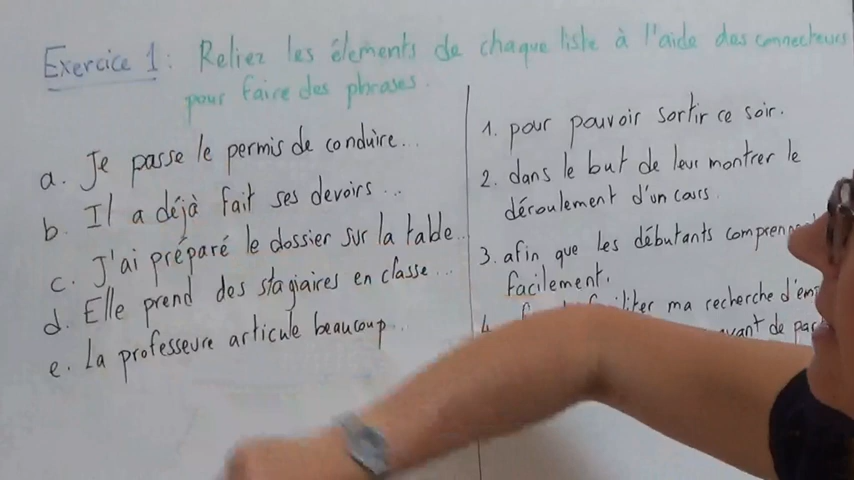 Exercice 1 : Reliez les élements de chaque liste à l'aide des connecteurs
pour faire des phrases.
a. Je passe le permis de conduire...
b. Il a déjà fait ses devoirs ...
c. J'ai préparé le dossier sur la table...
d. Elle prend des stagiaires en classe...
e. La professeure articule beaucoup...
1. pour pouvoir sortir ce soir.
2. dans le but de leur montrer le
déroulement d'un cours.
3. afin que les débutants
facilement.
4. ma recherche
de